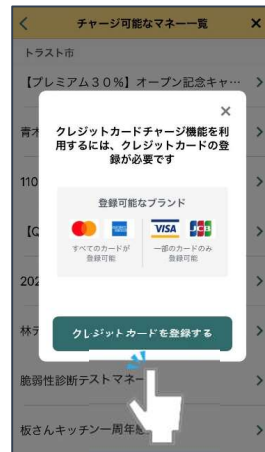 チャージ可能なマネー一覧
トラスト市
【プレミアム30%】オープン記念キャ…
青木
×
クレジットカードチャージ機能を利
用するには、クレジットカードの登
録が必要です
110
登録可能なブランド
VISA JCB
すべてのカードが
登録可能
一部のカードのみ
登録可能
202
林テ
クレジットカードを登録する
脆弱性診断テストマネー
板さんキッチン一周年